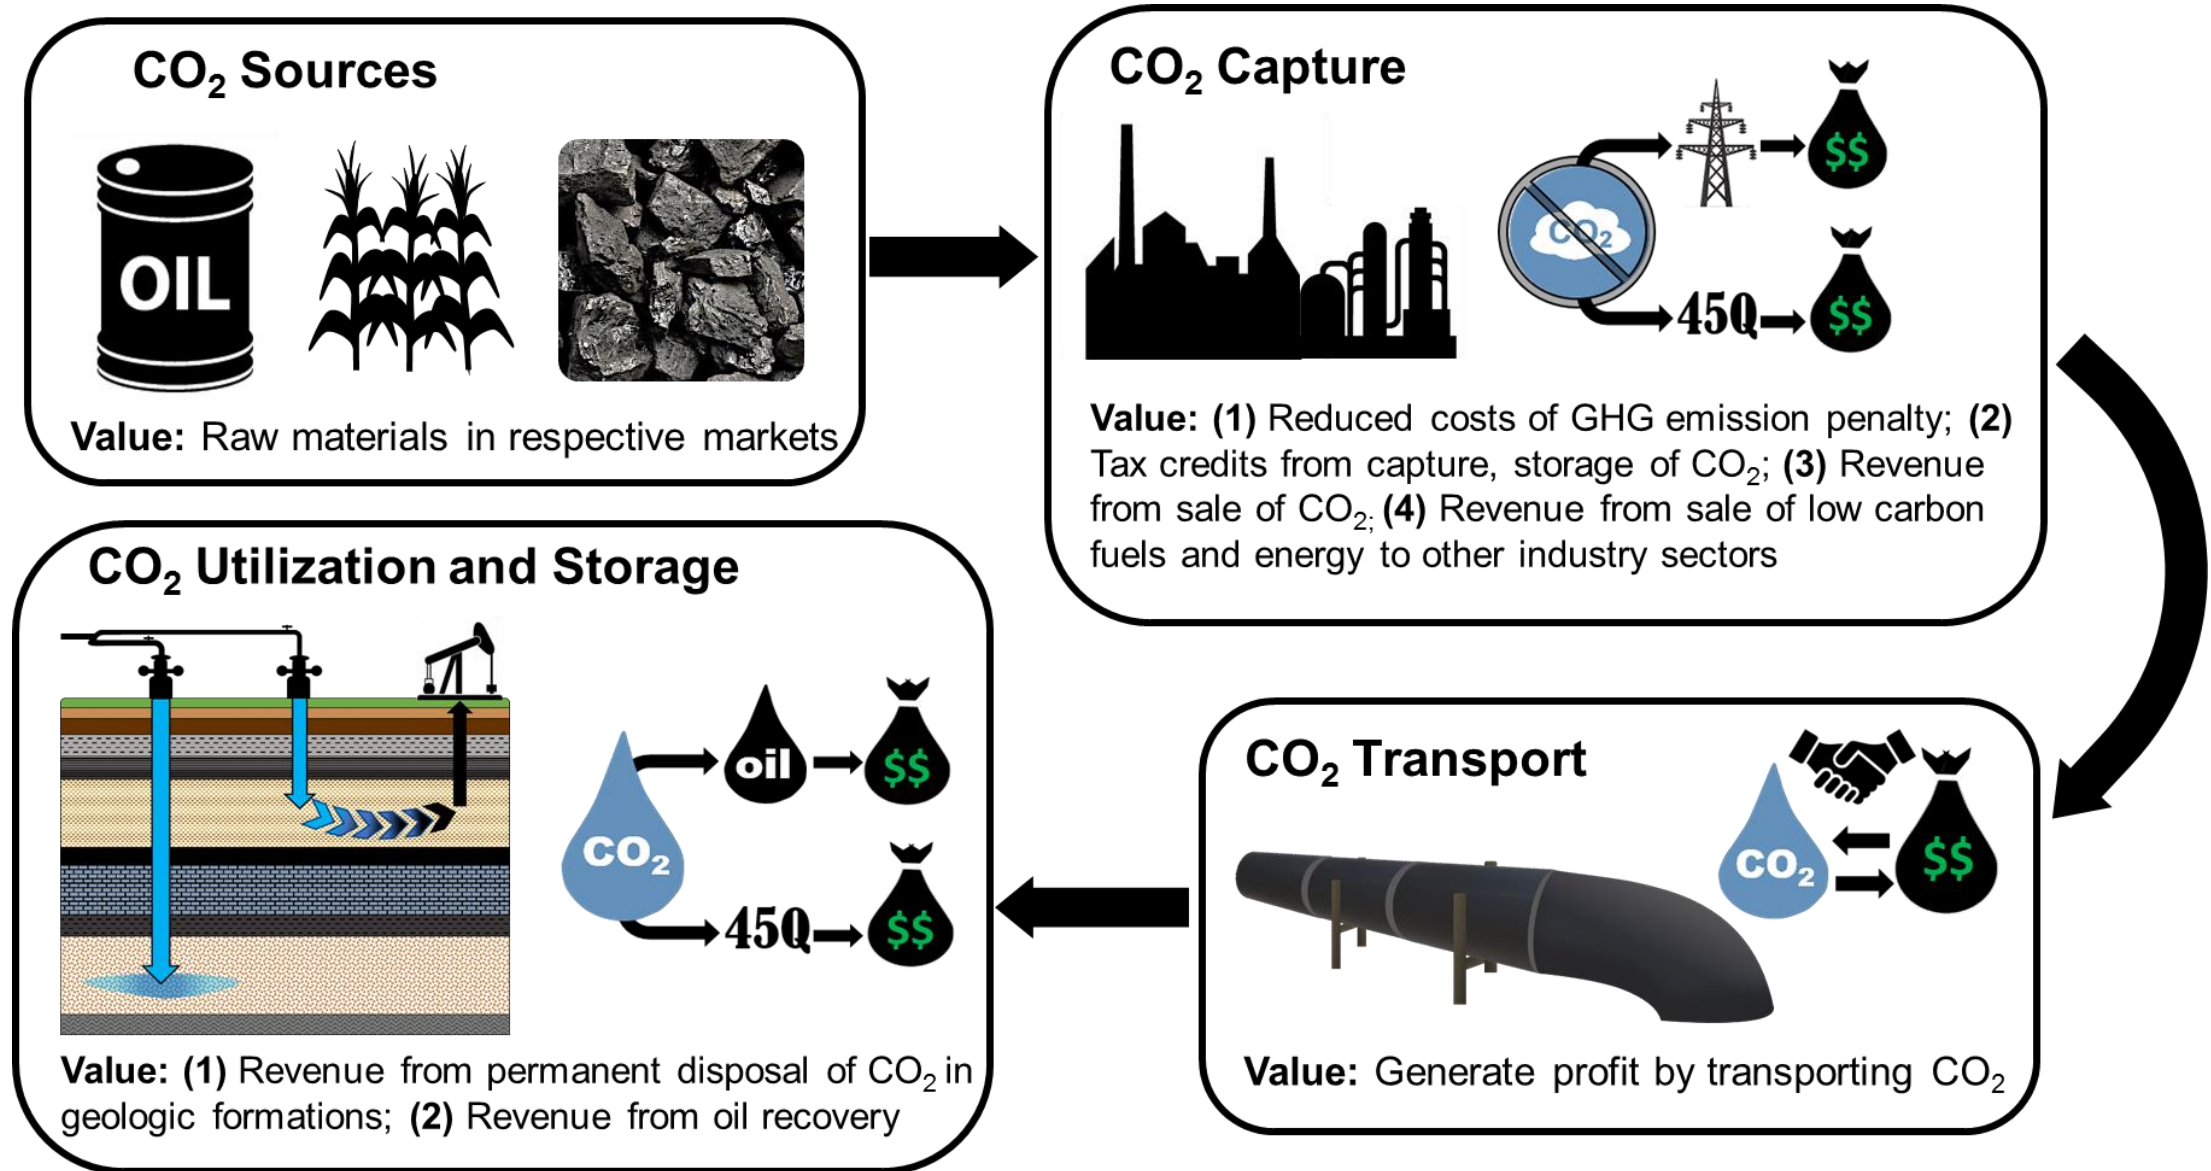 CO₂ Sources
OIL
Value: Raw materials in respective markets
CO₂ Capture
CO₂
$$
45Q
$$
Value: (1) Reduced costs of GHG emission penalty; (2)
Tax credits from capture, storage of CO₂; (3) Revenue
from sale of CO₂; (4) Revenue from sale of low carbon
fuels and energy to other industry sectors
CO₂ Transport
CO₂
$$
Value: Generate profit by transporting CO₂
CO₂ Utilization and Storage
CO₂
oil
$$
45Q
$$
Value: (1) Revenue from permanent disposal of CO₂ in
geologic formations; (2) Revenue from oil recovery